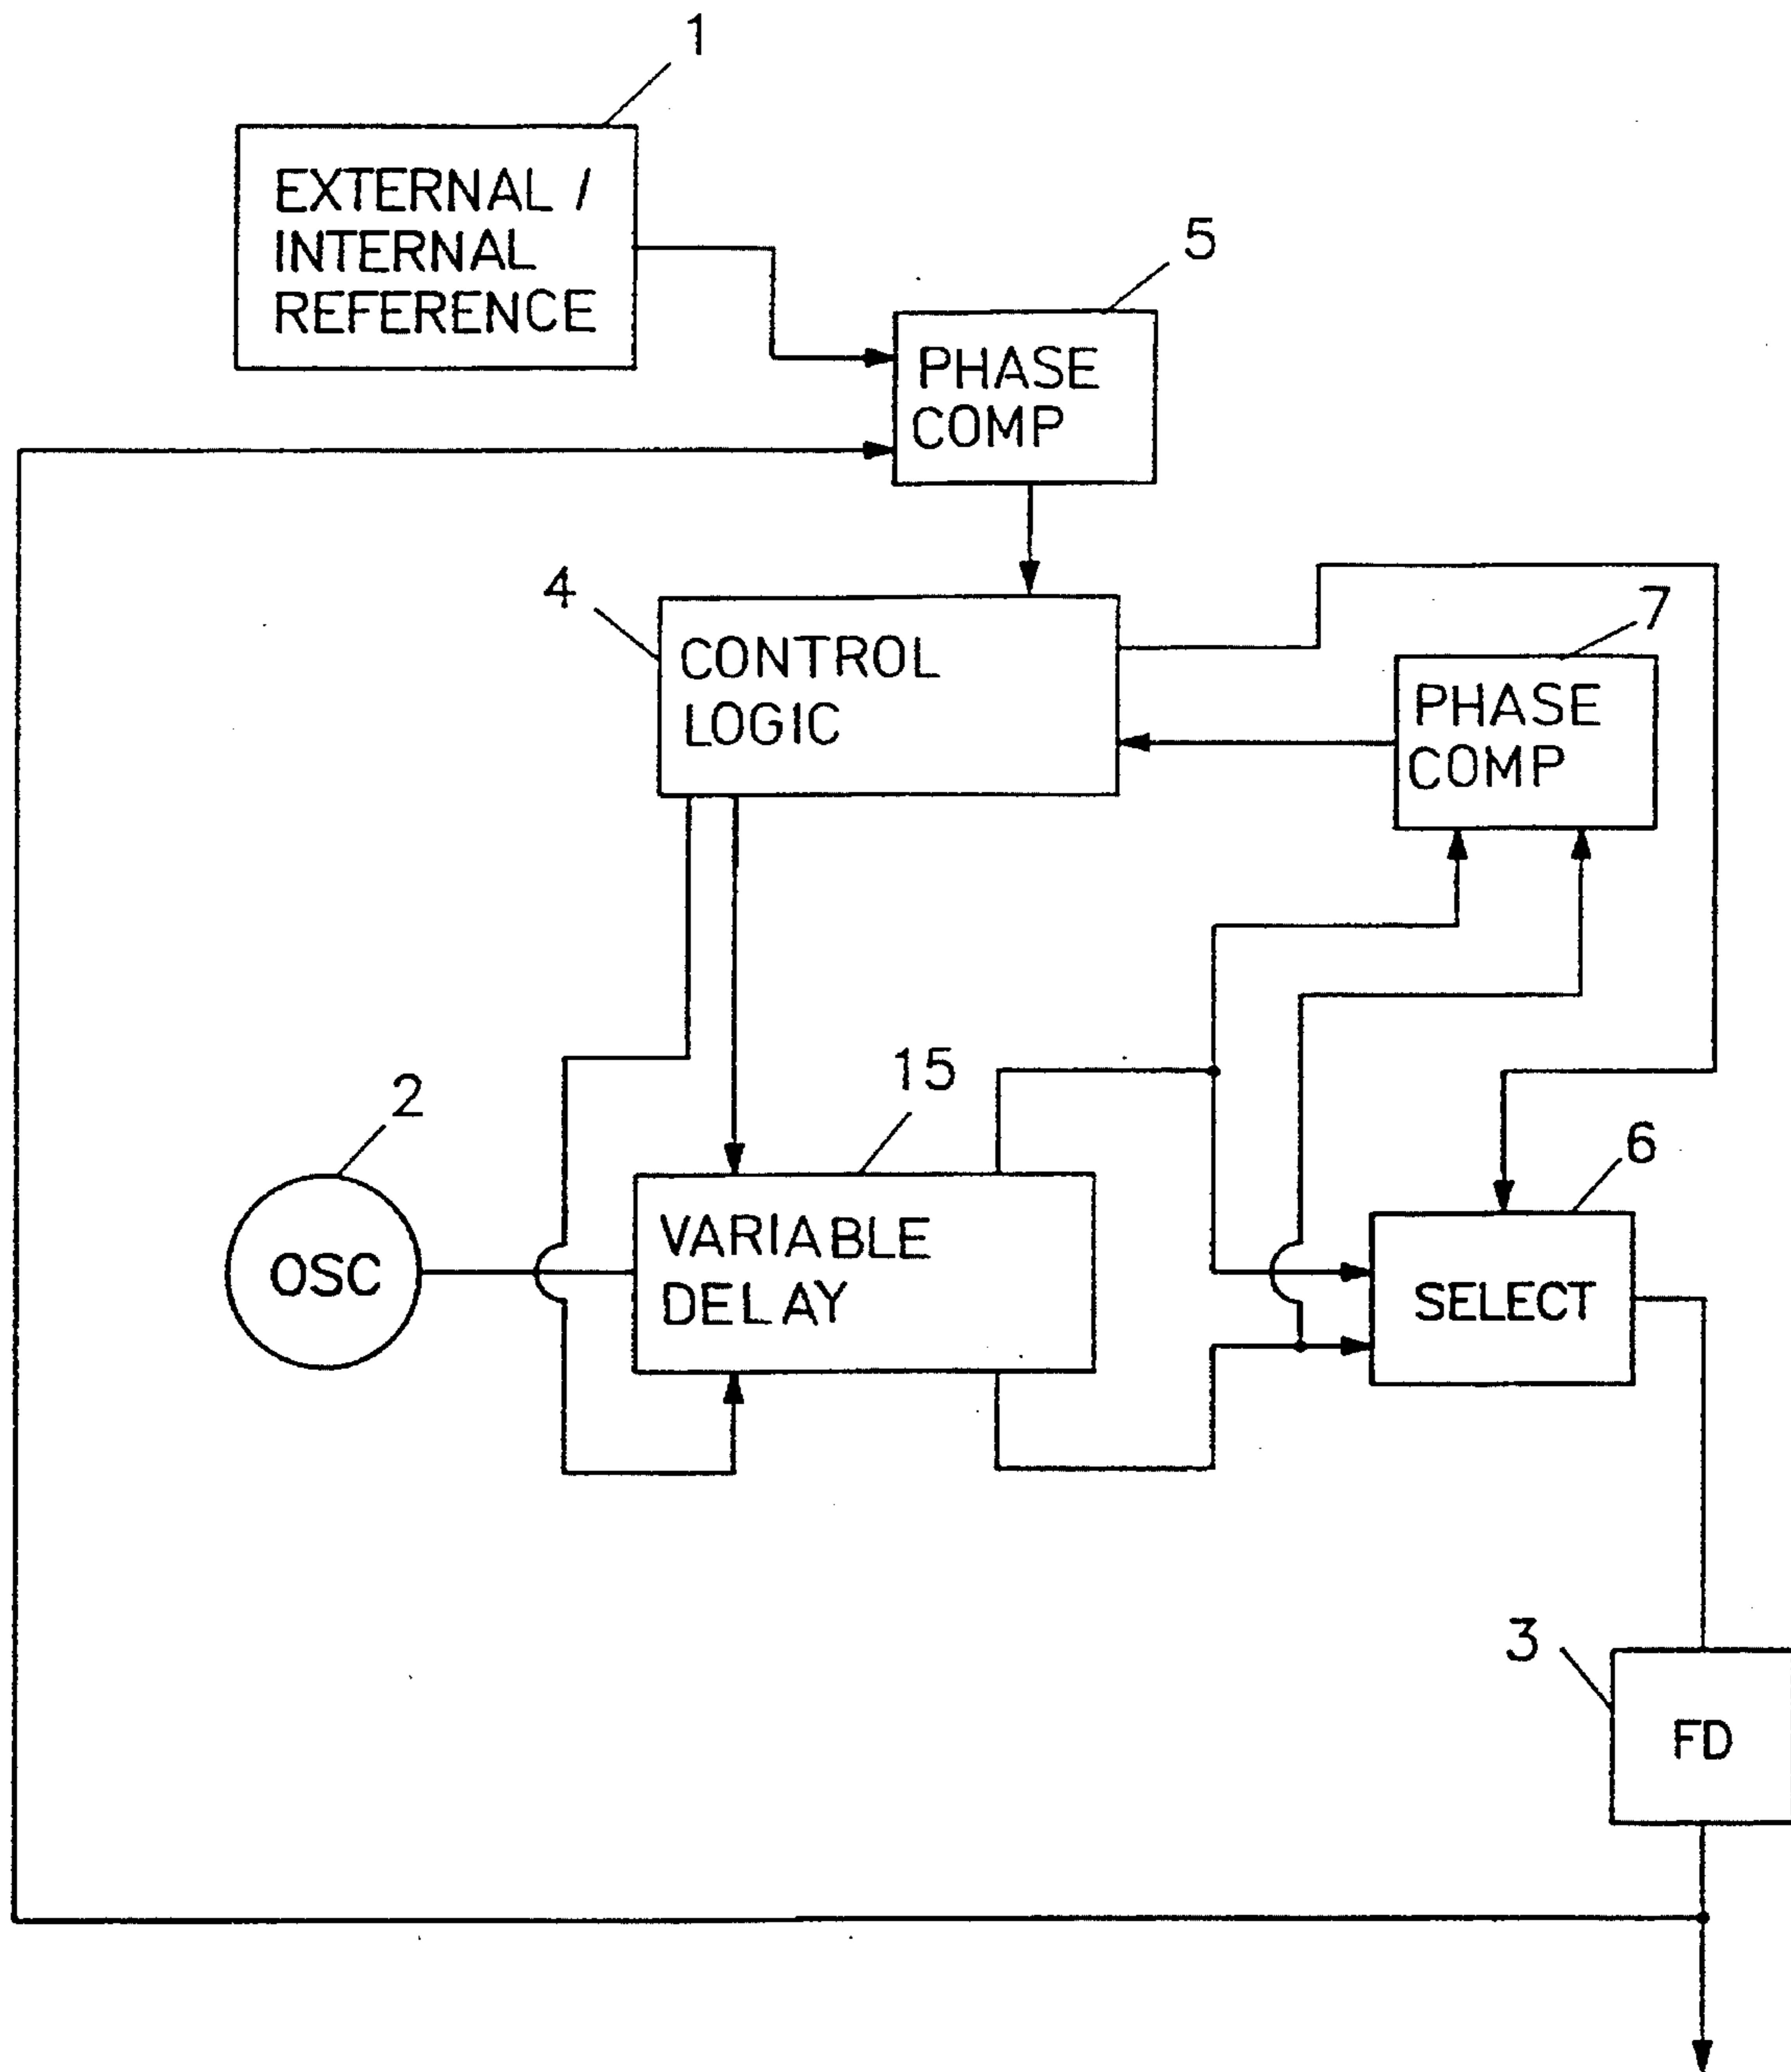 1
EXTERNAL /
INTERNAL
REFERENCE
5
PHASE
COMP
4
CONTROL
LOGIC
7
PHASE
COMP
2
OSC
15
VARIABLE
DELAY
6
SELECT
3
FD